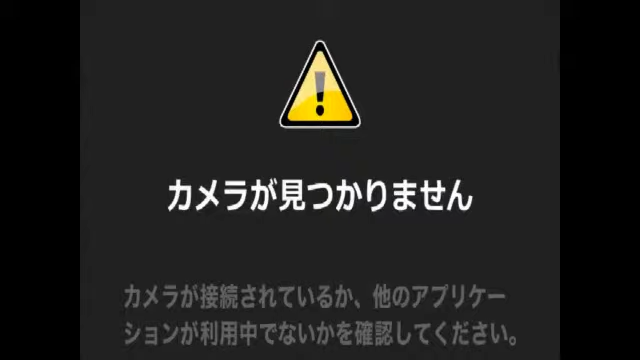 カメラが見つかりません
カメラが接続されているか、他のアプリケー
ションが利用中でないかを確認してください。